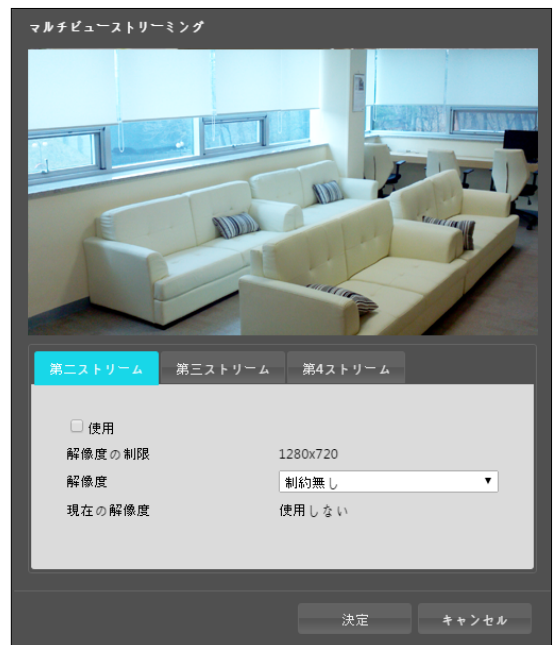 マルチビューストリーミング
第二ストリーム 第三ストリーム 第4ストリーム
使用
解像度の制限 1280x720
解像度 制約無し
現在の解像度 使用しない
決定 キャンセル